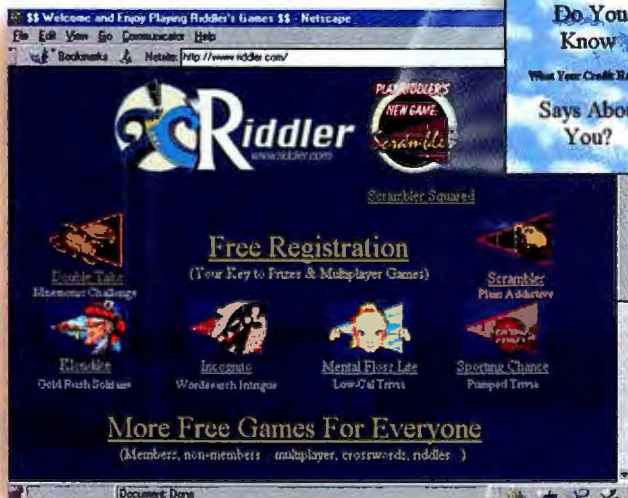 $$ Welcome and Enjoy Playing Riddler's Games $$ - Netscape
File Edit View Go Communicator Help
Bookmarks Netsite: http://www.riddler.com/
Riddler
www.riddler.com
PLAY RIDDLER'S
NEW GAME:
Scramble
Scrambler Squared
Do You
Know
What Your Credit
Says
You?
Free Registration
(Your Key to Prizes & Multiplayer Games)
Double Take
Mnemonic Challenge
Scrambler
Plain Addictive
Klondike
Gold Rush Solitaire
Incognito
Wordsearch Intrigue
Mental Floss Lite
Low-Cal Trivia
Sporting Chance
Pumped Trivia
More Free Games For Everyone
(Members, non-members multiplayer, crosswords, riddles )
Document: Done